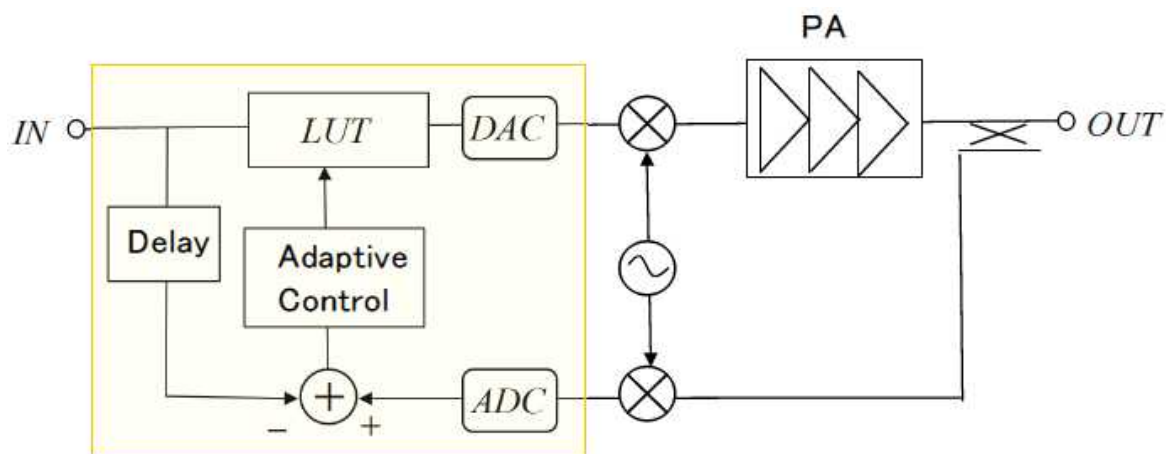 PA
IN
LUT
DAC
OUT
Delay
Adaptive
Control
+
ADC
−
+